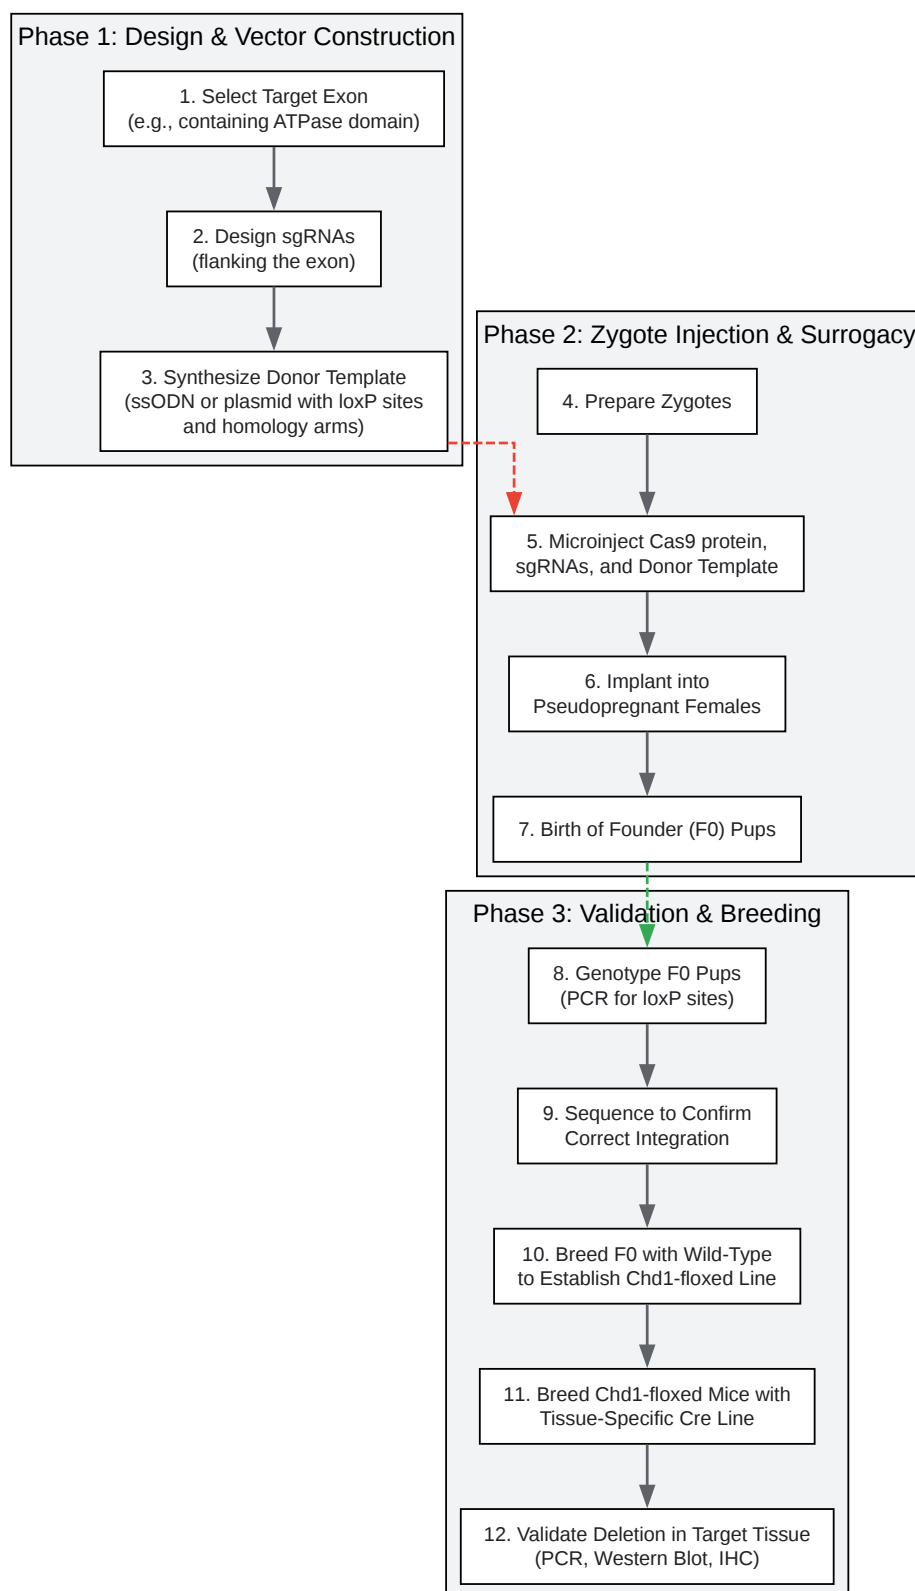 Phase 1: Design & Vector Construction
1. Select Target Exon
(e.g., containing ATPase domain)
2. Design sgRNAs
(flanking the exon)
3. Synthesize Donor Template
(ssODN or plasmid with loxP sites
and homology arms)
Phase 2: Zygote Injection & Surrogacy
4. Prepare Zygotes
5. Microinject Cas9 protein,
sgRNAs, and Donor Template
6. Implant into
Pseudopregnant Females
7. Birth of Founder (F0) Pups
Phase 3: Validation & Breeding
8. Genotype F0 Pups
(PCR for loxP sites)
9. Sequence to Confirm
Correct Integration
10. Breed F0 with Wild-Type
to Establish Chd1-floxed Line
11. Breed Chd1-floxed Mice with
Tissue-Specific Cre Line
12. Validate Deletion in Target Tissue
(PCR, Western Blot, IHC)